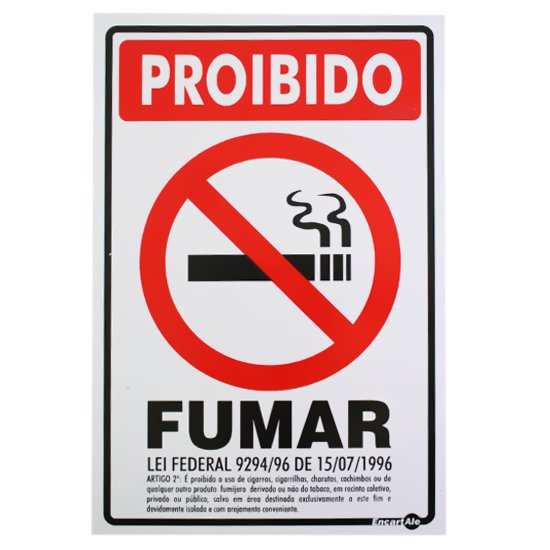 PROIBIDO
FUMAR
LEI FEDERAL 9294/96 DE 15/07/1996
ARTIGO 2º: É proibido o uso de cigarros, cigarrilhas, charutos, cachimbos ou de
qualquer outro produto fumijero derivado ou não do tabaco, em recinto coletivo,
privado ou público, salvo em área destinada exclusivamente a este fim e
devidamente isolada e com arejamento conveniente.
EncartAle